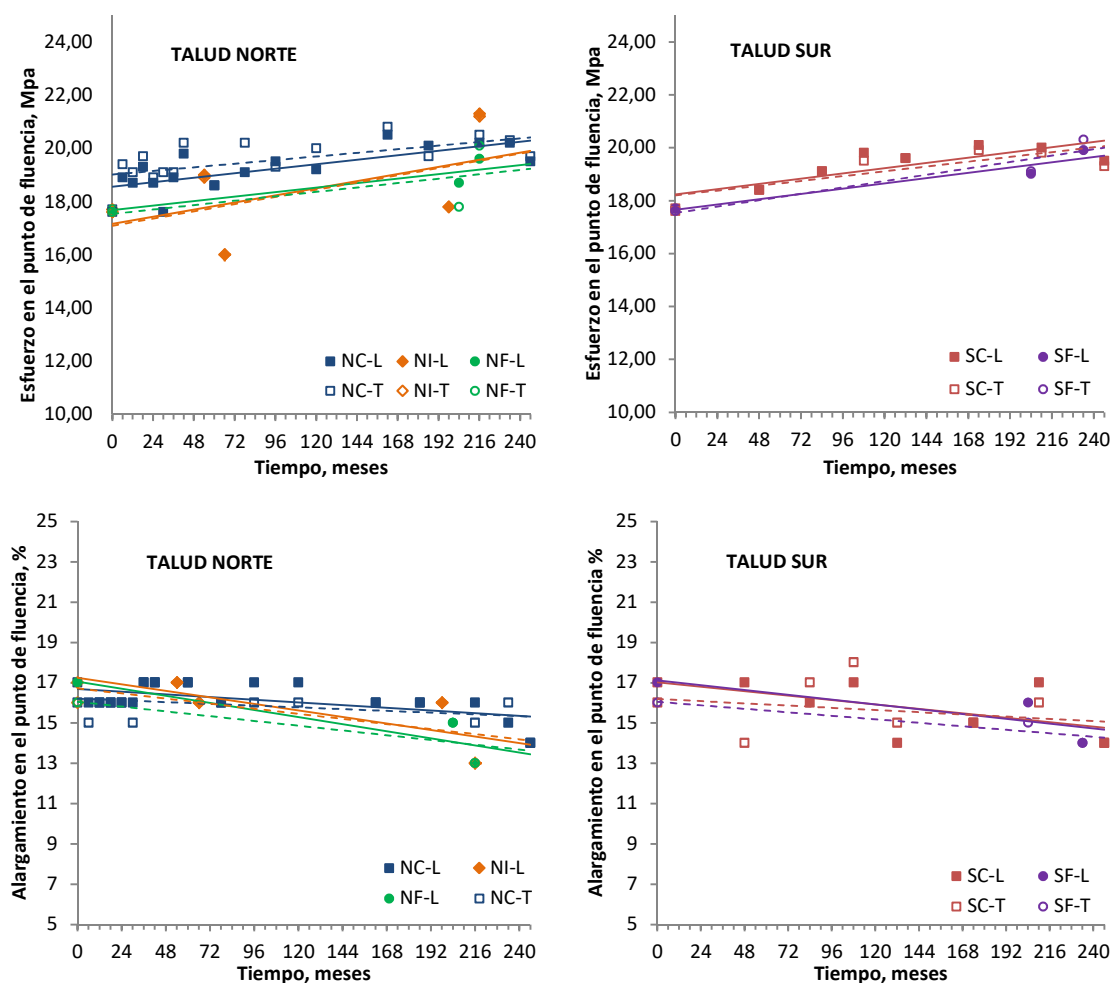 Esfuerzo en el punto de fluencia, Mpa
TALUD NORTE
24,00
22,00
20,00
18,00
16,00
14,00
12,00
10,00
NC-L NI-L NF-L
NC-T NI-T NF-T
0 24 48 72 96 120 144 168 192 216 240
Tiempo, meses
Esfuerzo en el punto de fluencia, Mpa
TALUD SUR
24,00
22,00
20,00
18,00
16,00
14,00
12,00
10,00
SC-L SF-L
SC-T SF-T
0 24 48 72 96 120 144 168 192 216 240
Tiempo, meses
Alargamiento en el punto de fluencia, %
TALUD NORTE
25
23
21
19
17
15
13
11
9
7
5
NC-L NI-L
NF-L NC-T
0 24 48 72 96 120 144 168 192 216 240
Tiempo, meses
Alargamiento en el punto de fluencia %
TALUD SUR
25
23
21
19
17
15
13
11
9
7
5
SC-L SF-L
SC-T SF-T
0 24 48 72 96 120 144 168 192 216 240
Tiempo, meses